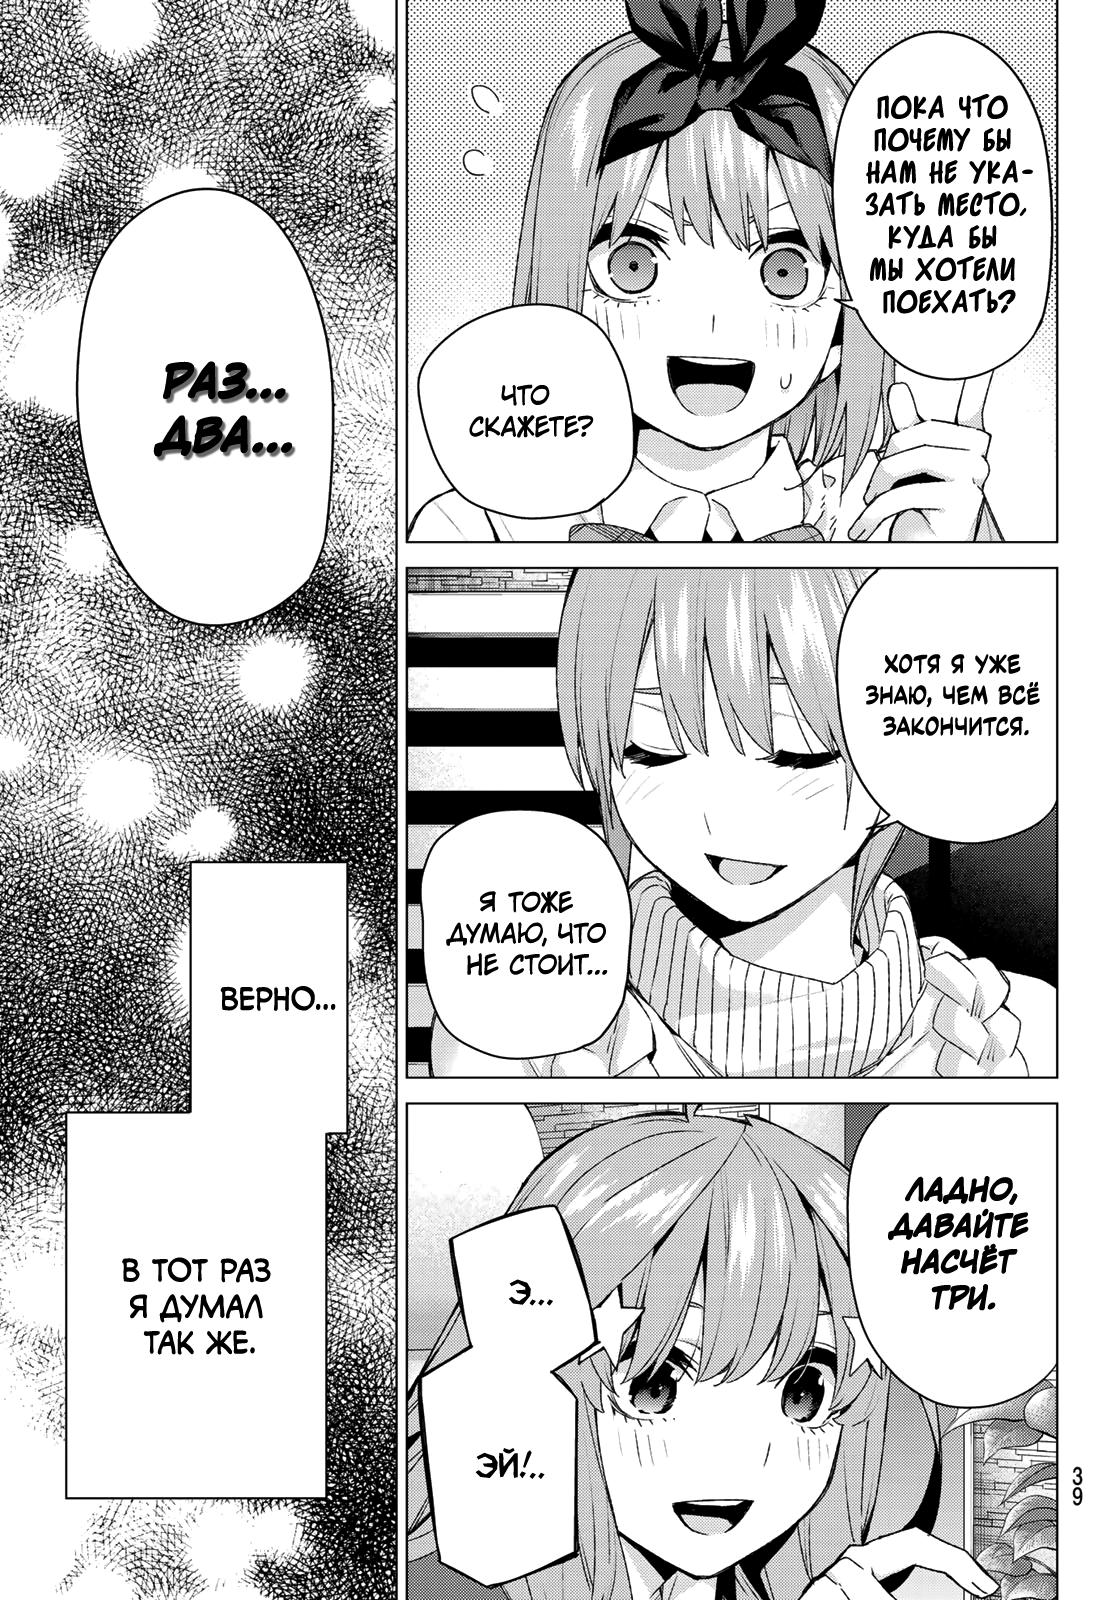 ПОКА ЧТО
ПОЧЕМУ БЫ
НАМ НЕ УКА-
ЗАТЬ МЕСТО,
КУДА БЫ
МЫ ХОТЕЛИ
ПОЕХАТЬ?
ЧТО
СКАЖЕТЕ?
ХОТЯ Я УЖЕ
ЗНАЮ, ЧЕМ ВСЁ
ЗАКОНЧИТСЯ.
Я ТОЖЕ
ДУМАЮ, ЧТО
НЕ СТОИТ...
ЛАДНО,
ДАВАЙТЕ
НАСЧЁТ
ТРИ.
Э...
ЭЙ!..
РАЗ...
ДВА...
ВЕРНО...
В ТОТ РАЗ
Я ДУМАЛ
ТАК ЖЕ.
39